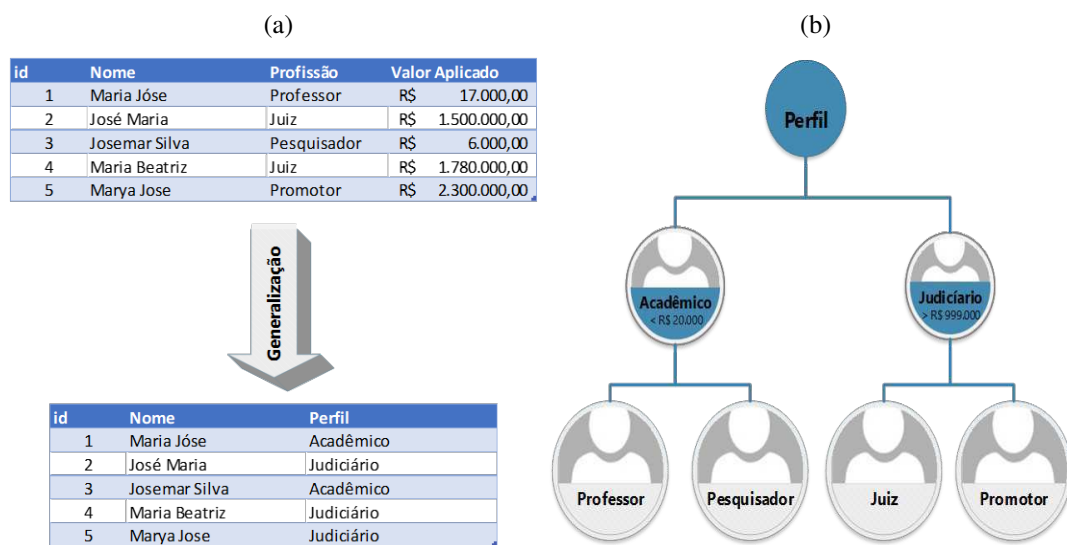 (a)
id Nome Profissão Valor Aplicado
1 Maria Jóse Professor R$ 17.000,00
2 José Maria Juiz R$ 1.500.000,00
3 Josemar Silva Pesquisador R$ 6.000,00
4 Maria Beatriz Juiz R$ 1.780.000,00
5 Marya Jose Promotor R$ 2.300.000,00
Generalização
id Nome Perfil
1 Maria Jóse Acadêmico
2 José Maria Judiciário
3 Josemar Silva Acadêmico
4 Maria Beatriz Judiciário
5 Marya Jose Judiciário
(b)
Perfil
Acadêmico
< R$ 20.000
Judicíario
> R$ 999.000
Professor
Pesquisador
Juiz
Promotor